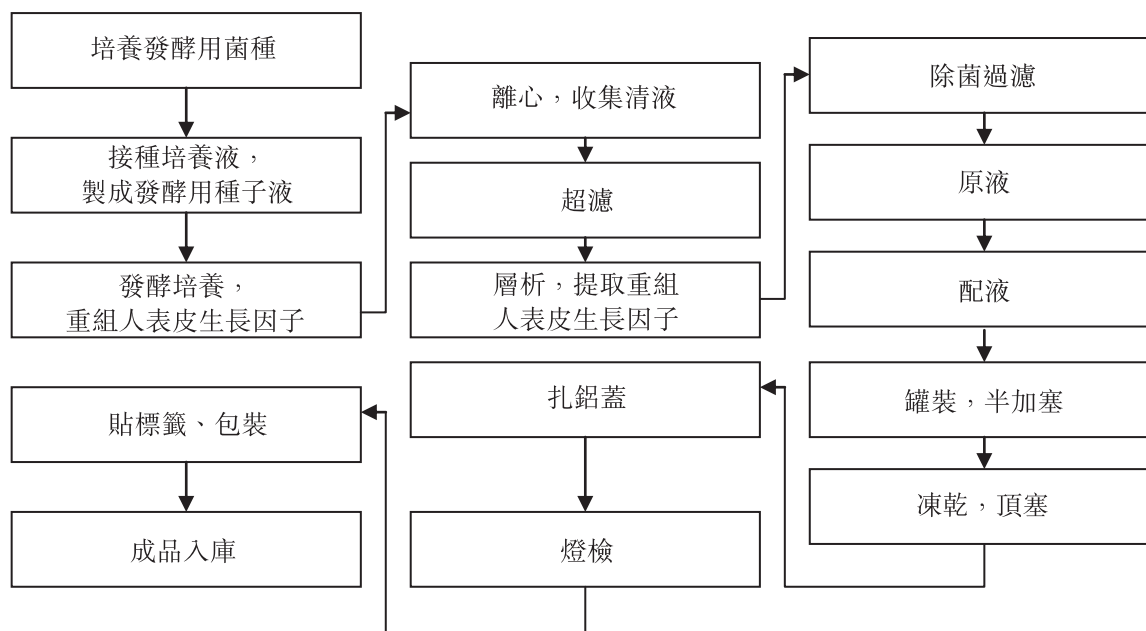 培養發酵用菌種
接種培養液，
製成發酵用種子液
發酵培養，
重組人表皮生長因子
離心，收集清液
超濾
層析，提取重組
人表皮生長因子
除菌過濾
原液
配液
罐裝，半加塞
凍乾，頂塞
扎鋁蓋
燈檢
貼標籤、包裝
成品入庫